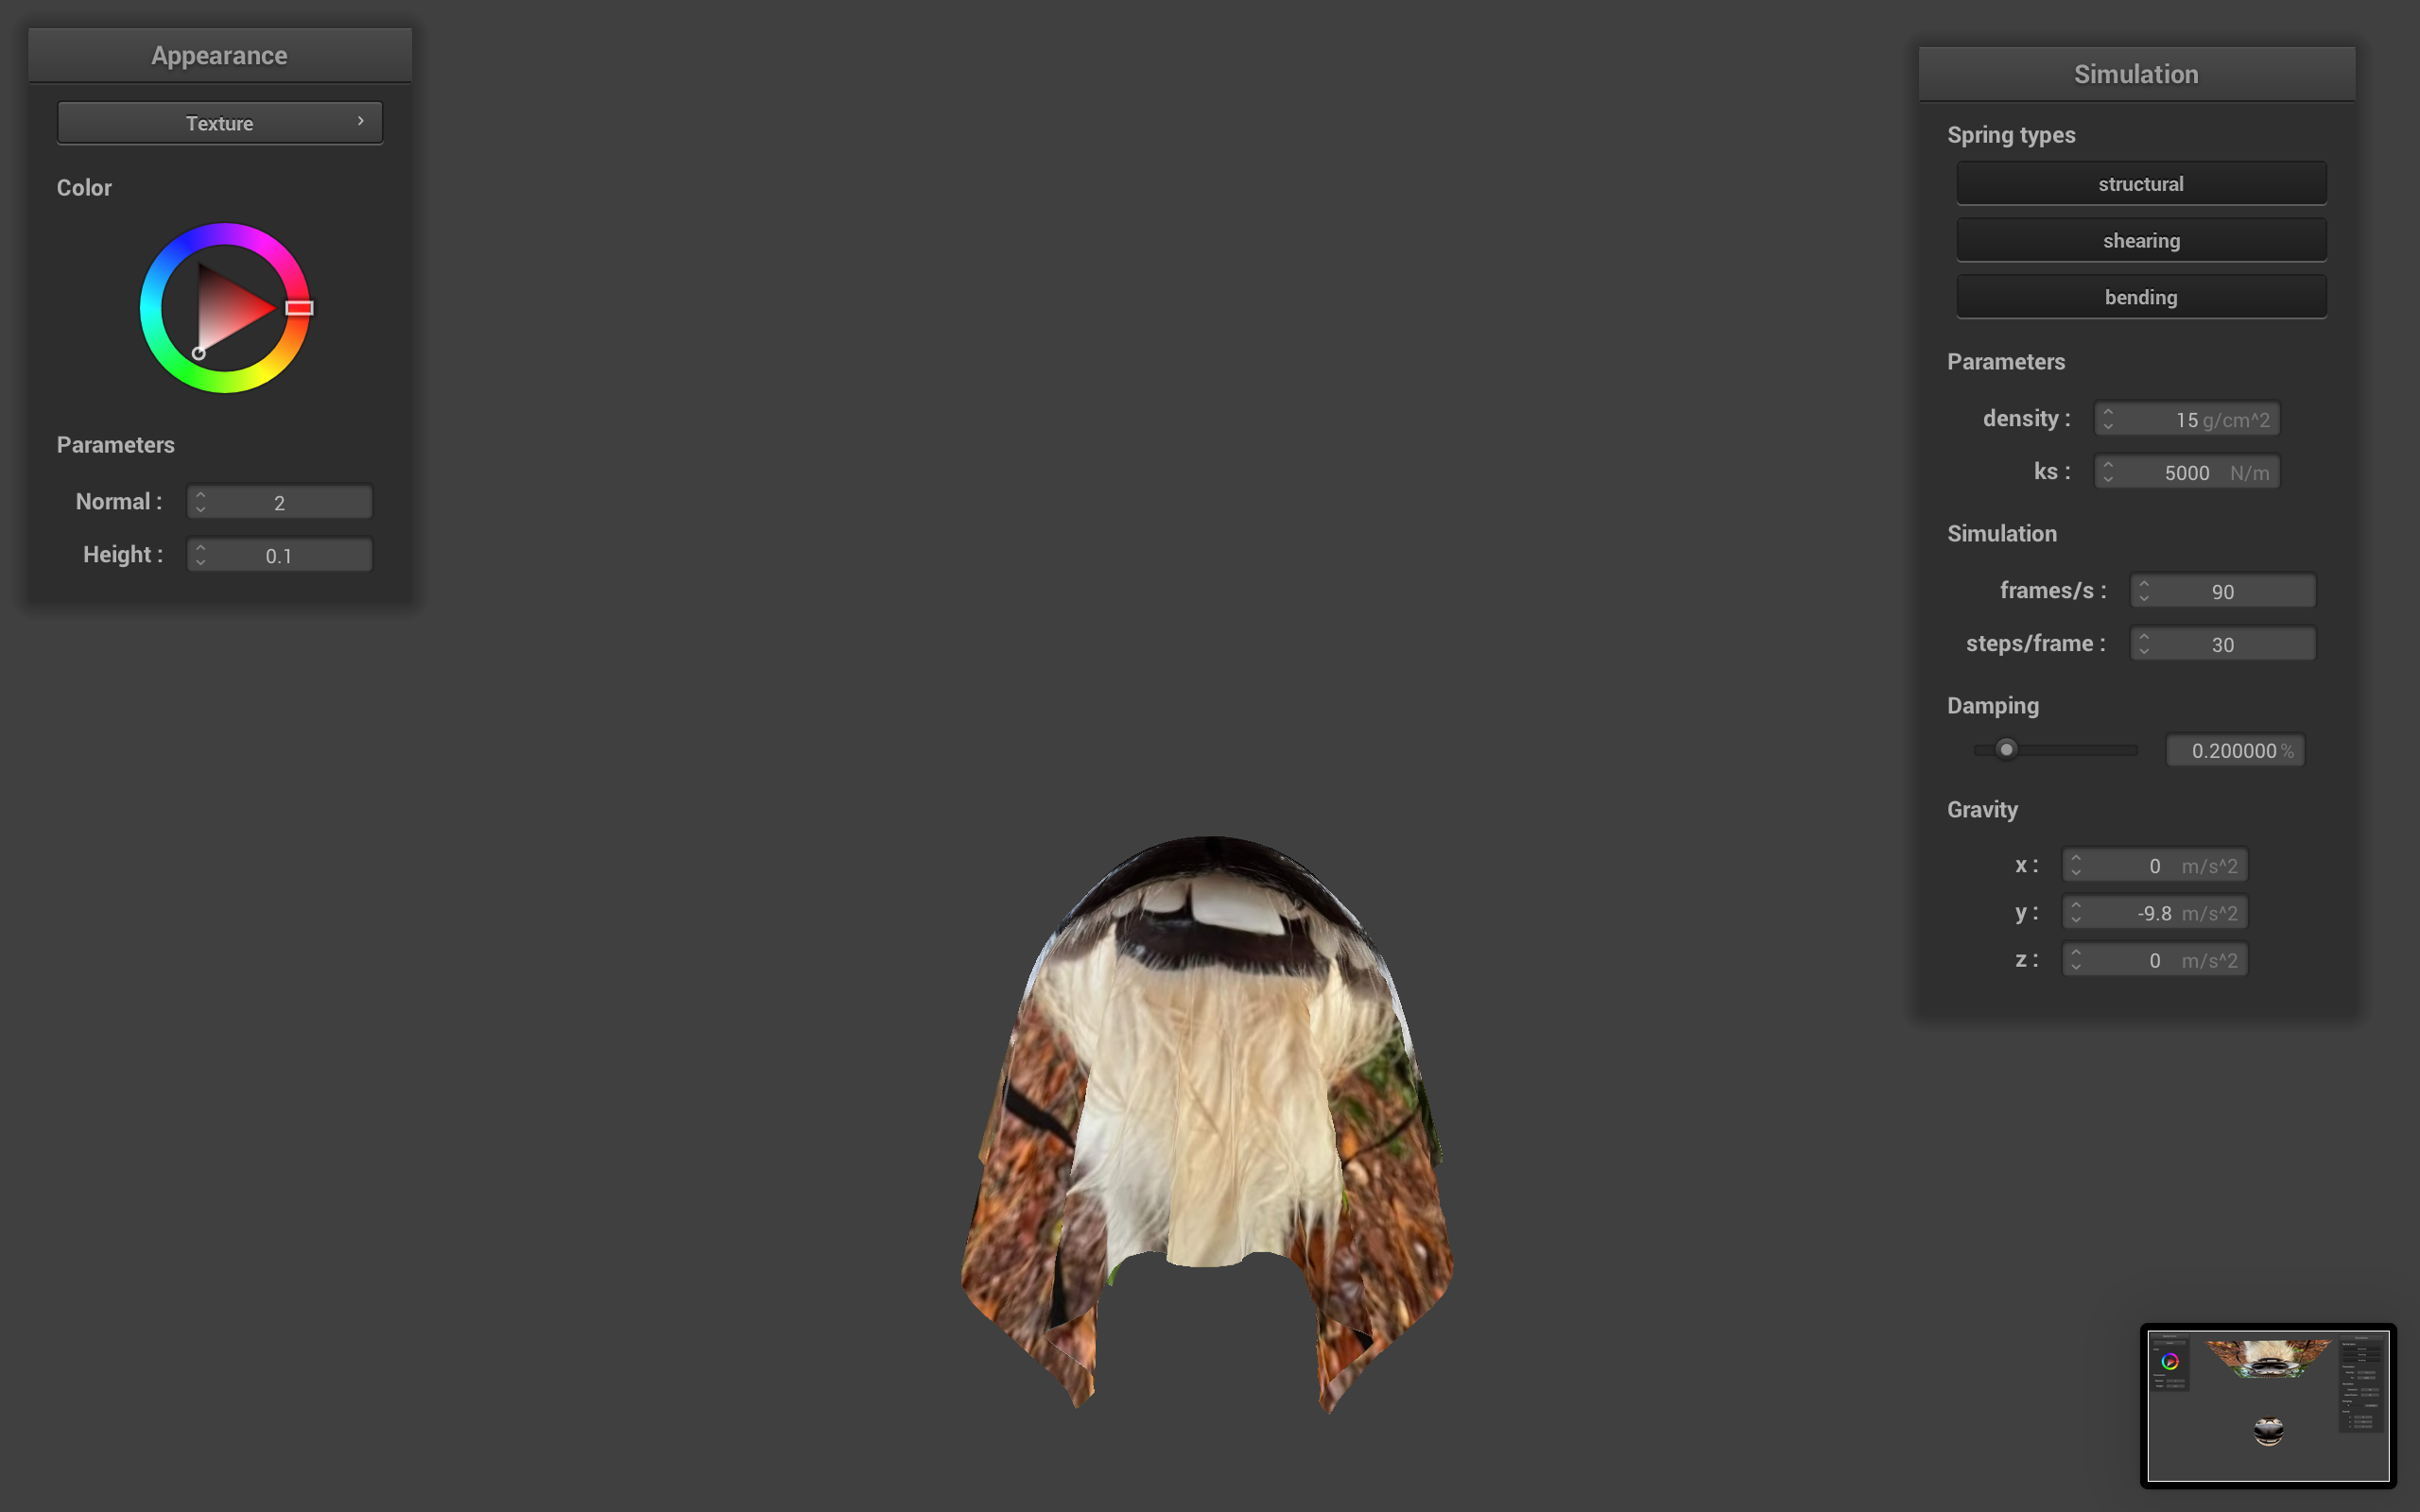 Appearance
Texture
Color
Parameters
Normal : 2
Height : 0.1
Simulation
Spring types
structural
shearing
bending
Parameters
density : 15 g/cm^2
ks : 5000 N/m
Simulation
frames/s : 90
steps/frame : 30
Damping
0.200000 %
Gravity
x : 0 m/s^2
y : -9.8 m/s^2
z : 0 m/s^2